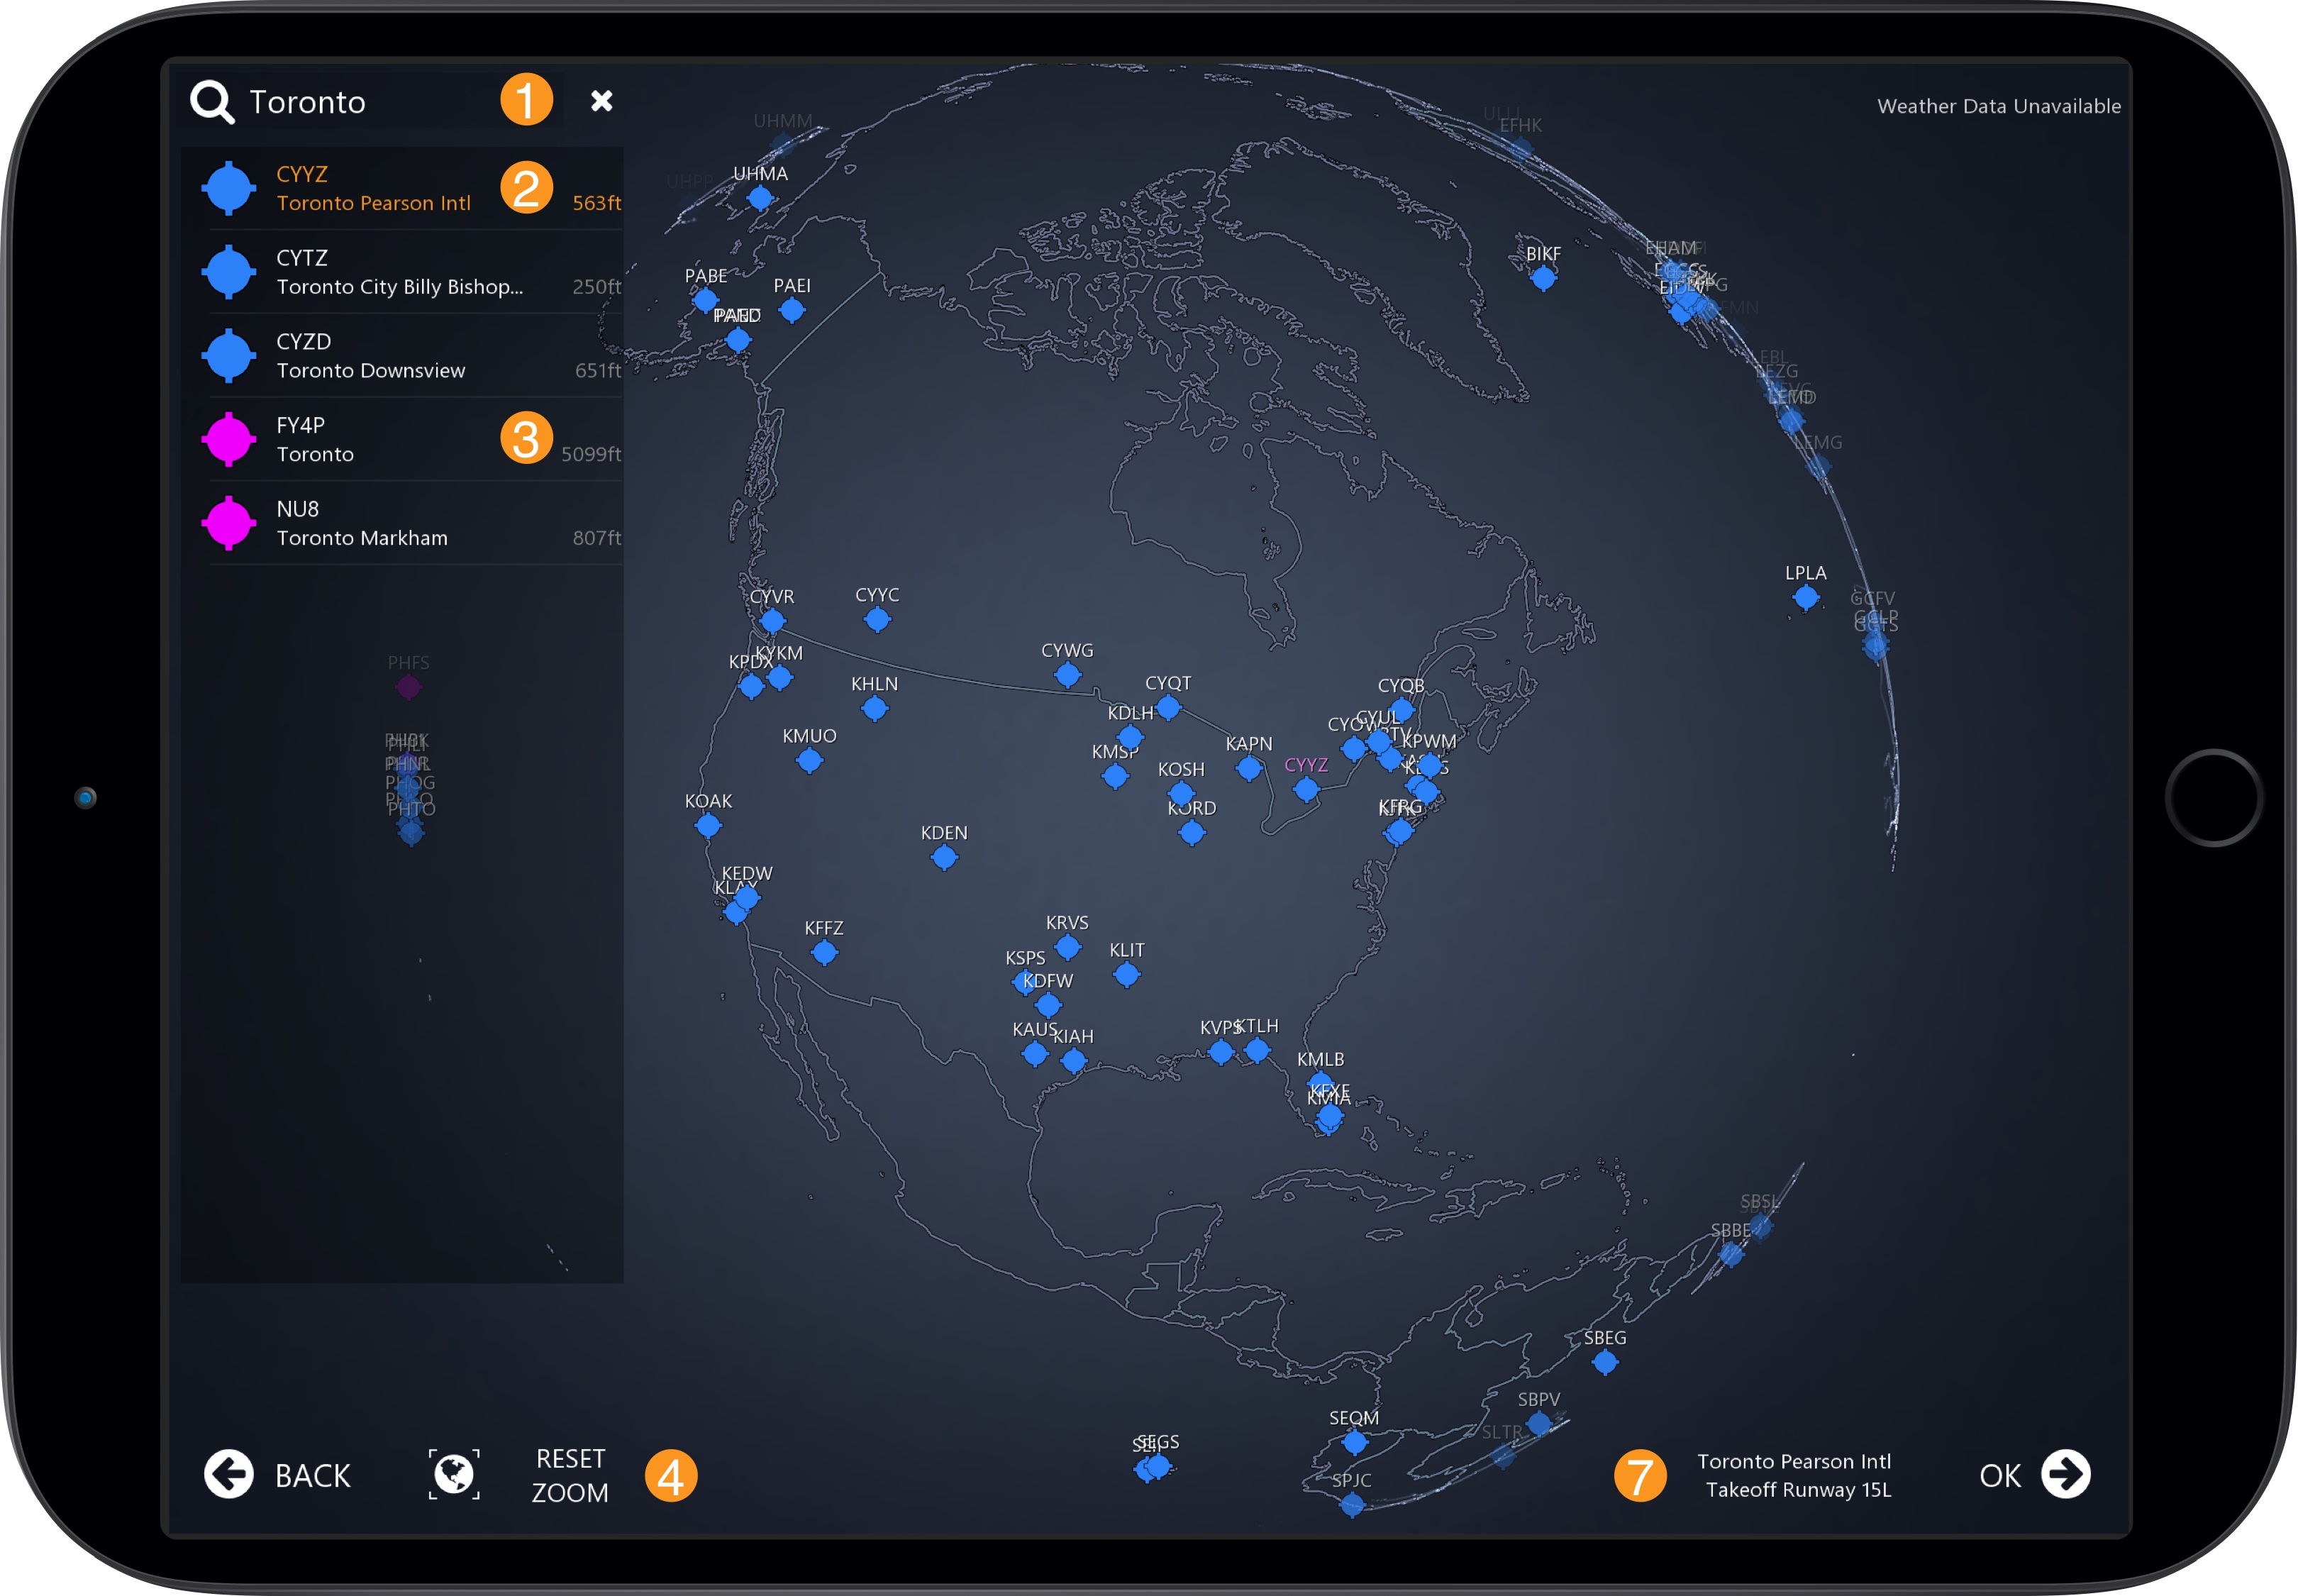 Toronto
1
Weather Data Unavailable
CYYZ
2
Toronto Pearson Intl
563ft
CYTZ
Toronto City Billy Bishop...
250ft
CYZD
Toronto Downsview
651ft
FY4P
3
Toronto
5099ft
NU8
Toronto Markham
807ft
UHMM
UHPP
UHMA
EFHK
PABE
PAEI
BIKF
EHAM
LEZG
LEMD
LEMG
LPLA
GCFV
GCLP
GCTS
PHFS
PHOG
PHTO
CYVR
CYYC
KPDX
KYKM
CYWG
KHLN
CYQT
CYQB
KDLH
CYUL
CYOW
KMUO
KMSP
KAPN
KPWM
CYYZ
KOSH
KOAK
KORD
KDEN
KEDW
KLAX
KFFZ
KRVS
KLIT
KSPS
KDFW
KAUS
KIAH
KVPS
KTLH
KMLB
KFXE
KMIA
SBSL
SBBE
SBEG
SBPV
SLTR
SEQM
SEGS
SPJC
BACK
RESET
ZOOM
4
7
Toronto Pearson Intl
Takeoff Runway 15L
OK